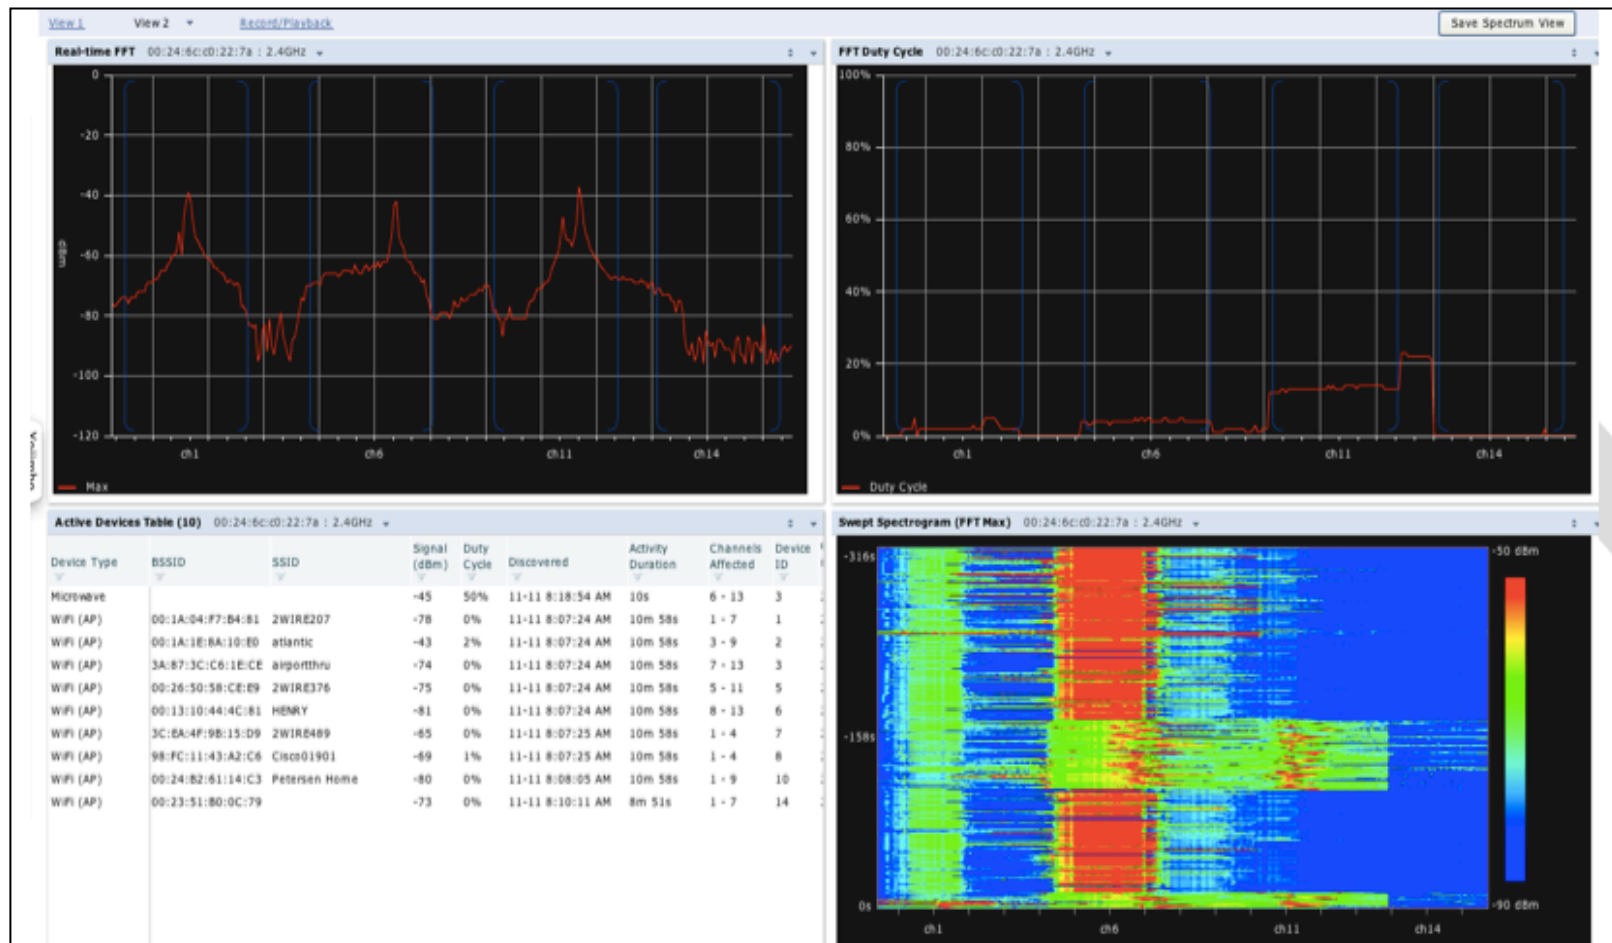 View 1 View 2 Record/Playback Save Spectrum View
Real-time FFT 00:24:6c:c0:22:7a : 2.4GHz
0
-20
-40
-60
-80
-100
-120
dBm
ch1 ch6 ch11 ch14
Max
FFT Duty Cycle 00:24:6c:c0:22:7a : 2.4GHz
100%
80%
60%
40%
20%
0%
ch1 ch6 ch11 ch14
Duty Cycle
Active Devices Table (10) 00:24:6c:c0:22:7a : 2.4GHz
Device Type BSSID SSID Signal (dBm) Duty Cycle Discovered Activity Duration Channels Affected Device ID
Microwave -45 50% 11-11 8:18:54 AM 10s 6 - 13 3
WiFi (AP) 00:1A:04:F7:B4:81 2WIRE207 -78 0% 11-11 8:07:24 AM 10m 58s 1 - 7 1
WiFi (AP) 00:1A:1E:8A:10:E0 atlantic -43 2% 11-11 8:07:24 AM 10m 58s 3 - 9 2
WiFi (AP) 3A:87:3C:C6:1E:CE airportthru -74 0% 11-11 8:07:24 AM 10m 58s 7 - 13 3
WiFi (AP) 00:26:50:58:CE:E9 2WIRE376 -75 0% 11-11 8:07:24 AM 10m 58s 5 - 11 5
WiFi (AP) 00:13:10:44:4C:81 HENRY -81 0% 11-11 8:07:24 AM 10m 58s 8 - 13 6
WiFi (AP) 3C:EA:4F:9B:15:D9 2WIRE489 -65 0% 11-11 8:07:25 AM 10m 58s 1 - 4 7
WiFi (AP) 98:FC:11:43:A2:C6 Cisco01901 -69 1% 11-11 8:07:25 AM 10m 58s 1 - 4 8
WiFi (AP) 00:24:B2:61:14:C3 Petersen Home -80 0% 11-11 8:08:05 AM 10m 58s 1 - 9 10
WiFi (AP) 00:23:51:B0:0C:79 -73 0% 11-11 8:10:11 AM 8m 51s 1 - 7 14
Swept Spectrogram (FFT Max) 00:24:6c:c0:22:7a : 2.4GHz
-316s
-158s
0s
-50 dBm
-90 dBm
ch1 ch6 ch11 ch14